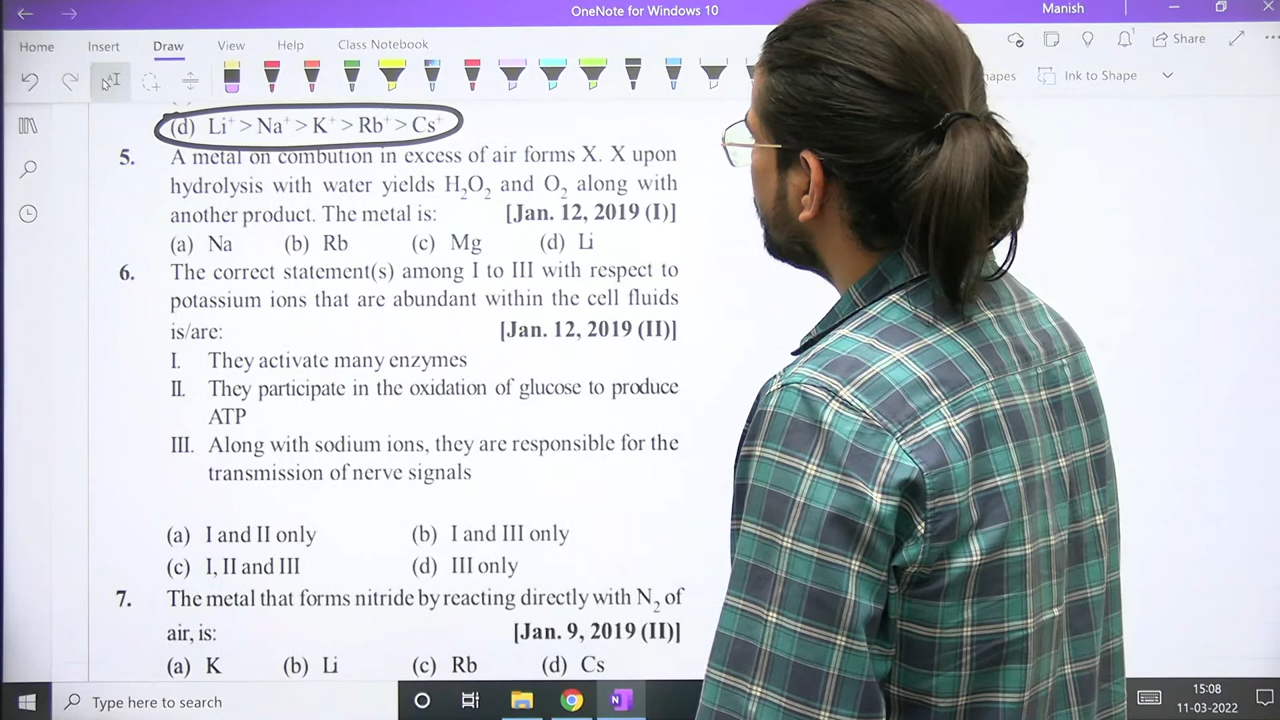 OneNote for Windows 10
Manish
Home Insert Draw View Help Class Notebook
Share
Ink to Shape
(d) Li⁺ > Na⁺ > K⁺ > Rb⁺ > Cs⁺
5. A metal on combution in excess of air forms X. X upon
hydrolysis with water yields H₂O₂ and O₂ along with
another product. The metal is: [Jan. 12, 2019 (I)]
(a) Na (b) Rb (c) Mg (d) Li
6. The correct statement(s) among I to III with respect to
potassium ions that are abundant within the cell fluids
is/are: [Jan. 12, 2019 (II)]
I. They activate many enzymes
II. They participate in the oxidation of glucose to produce
ATP
III. Along with sodium ions, they are responsible for the
transmission of nerve signals
(a) I and II only (b) I and III only
(c) I, II and III (d) III only
7. The metal that forms nitride by reacting directly with N₂ of
air, is: [Jan. 9, 2019 (II)]
(a) K (b) Li (c) Rb (d) Cs
Type here to search
15:08
11-03-2022